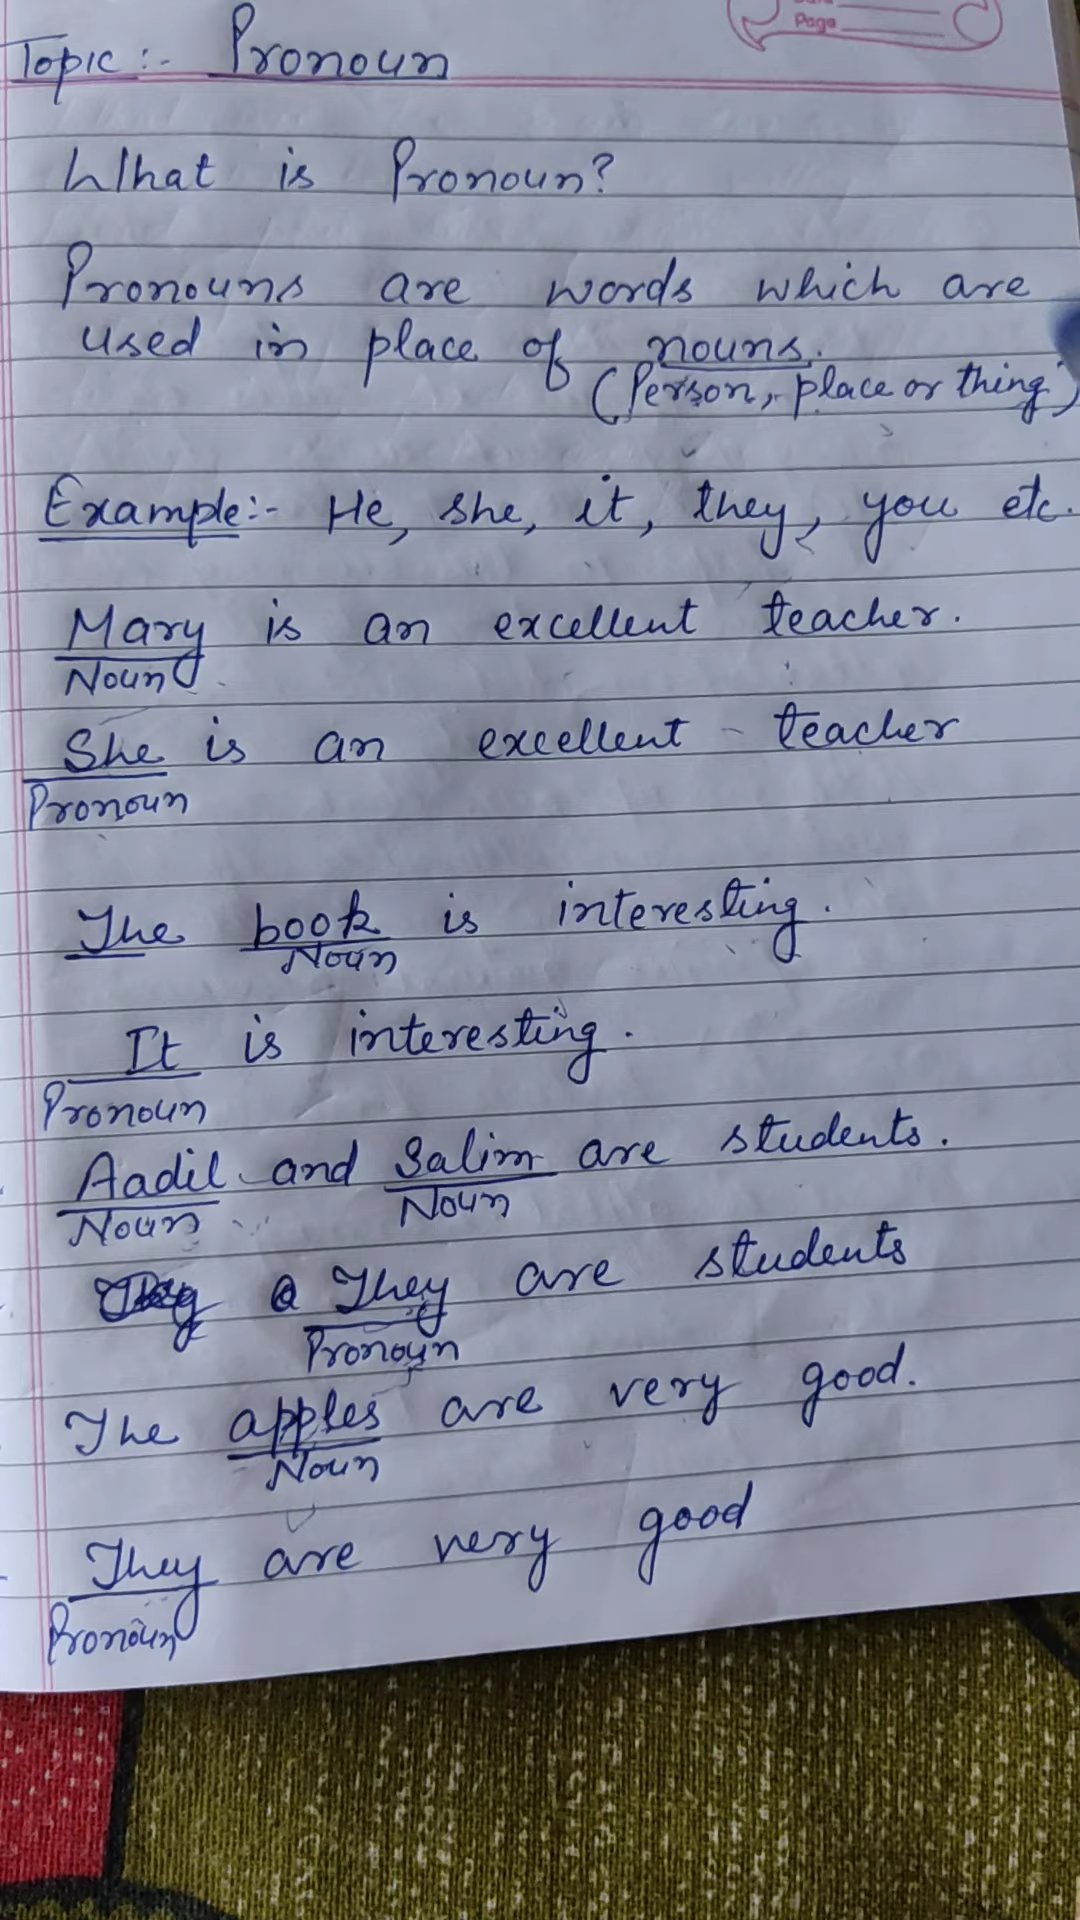 Page
Topic :- Pronoun
What is Pronoun?
Pronouns are words which are
used in place of nouns.
(Person, place or thing)
Example:- He, she, it, they, you etc.
Mary is an excellent teacher.
Noun
She is an excellent teacher
Pronoun
The book is interesting.
Noun
It is interesting.
Pronoun
Aadil and Salim are students.
Noun Noun
They are students
Pronoun
The apples are very good.
Noun
They are very good
Pronoun